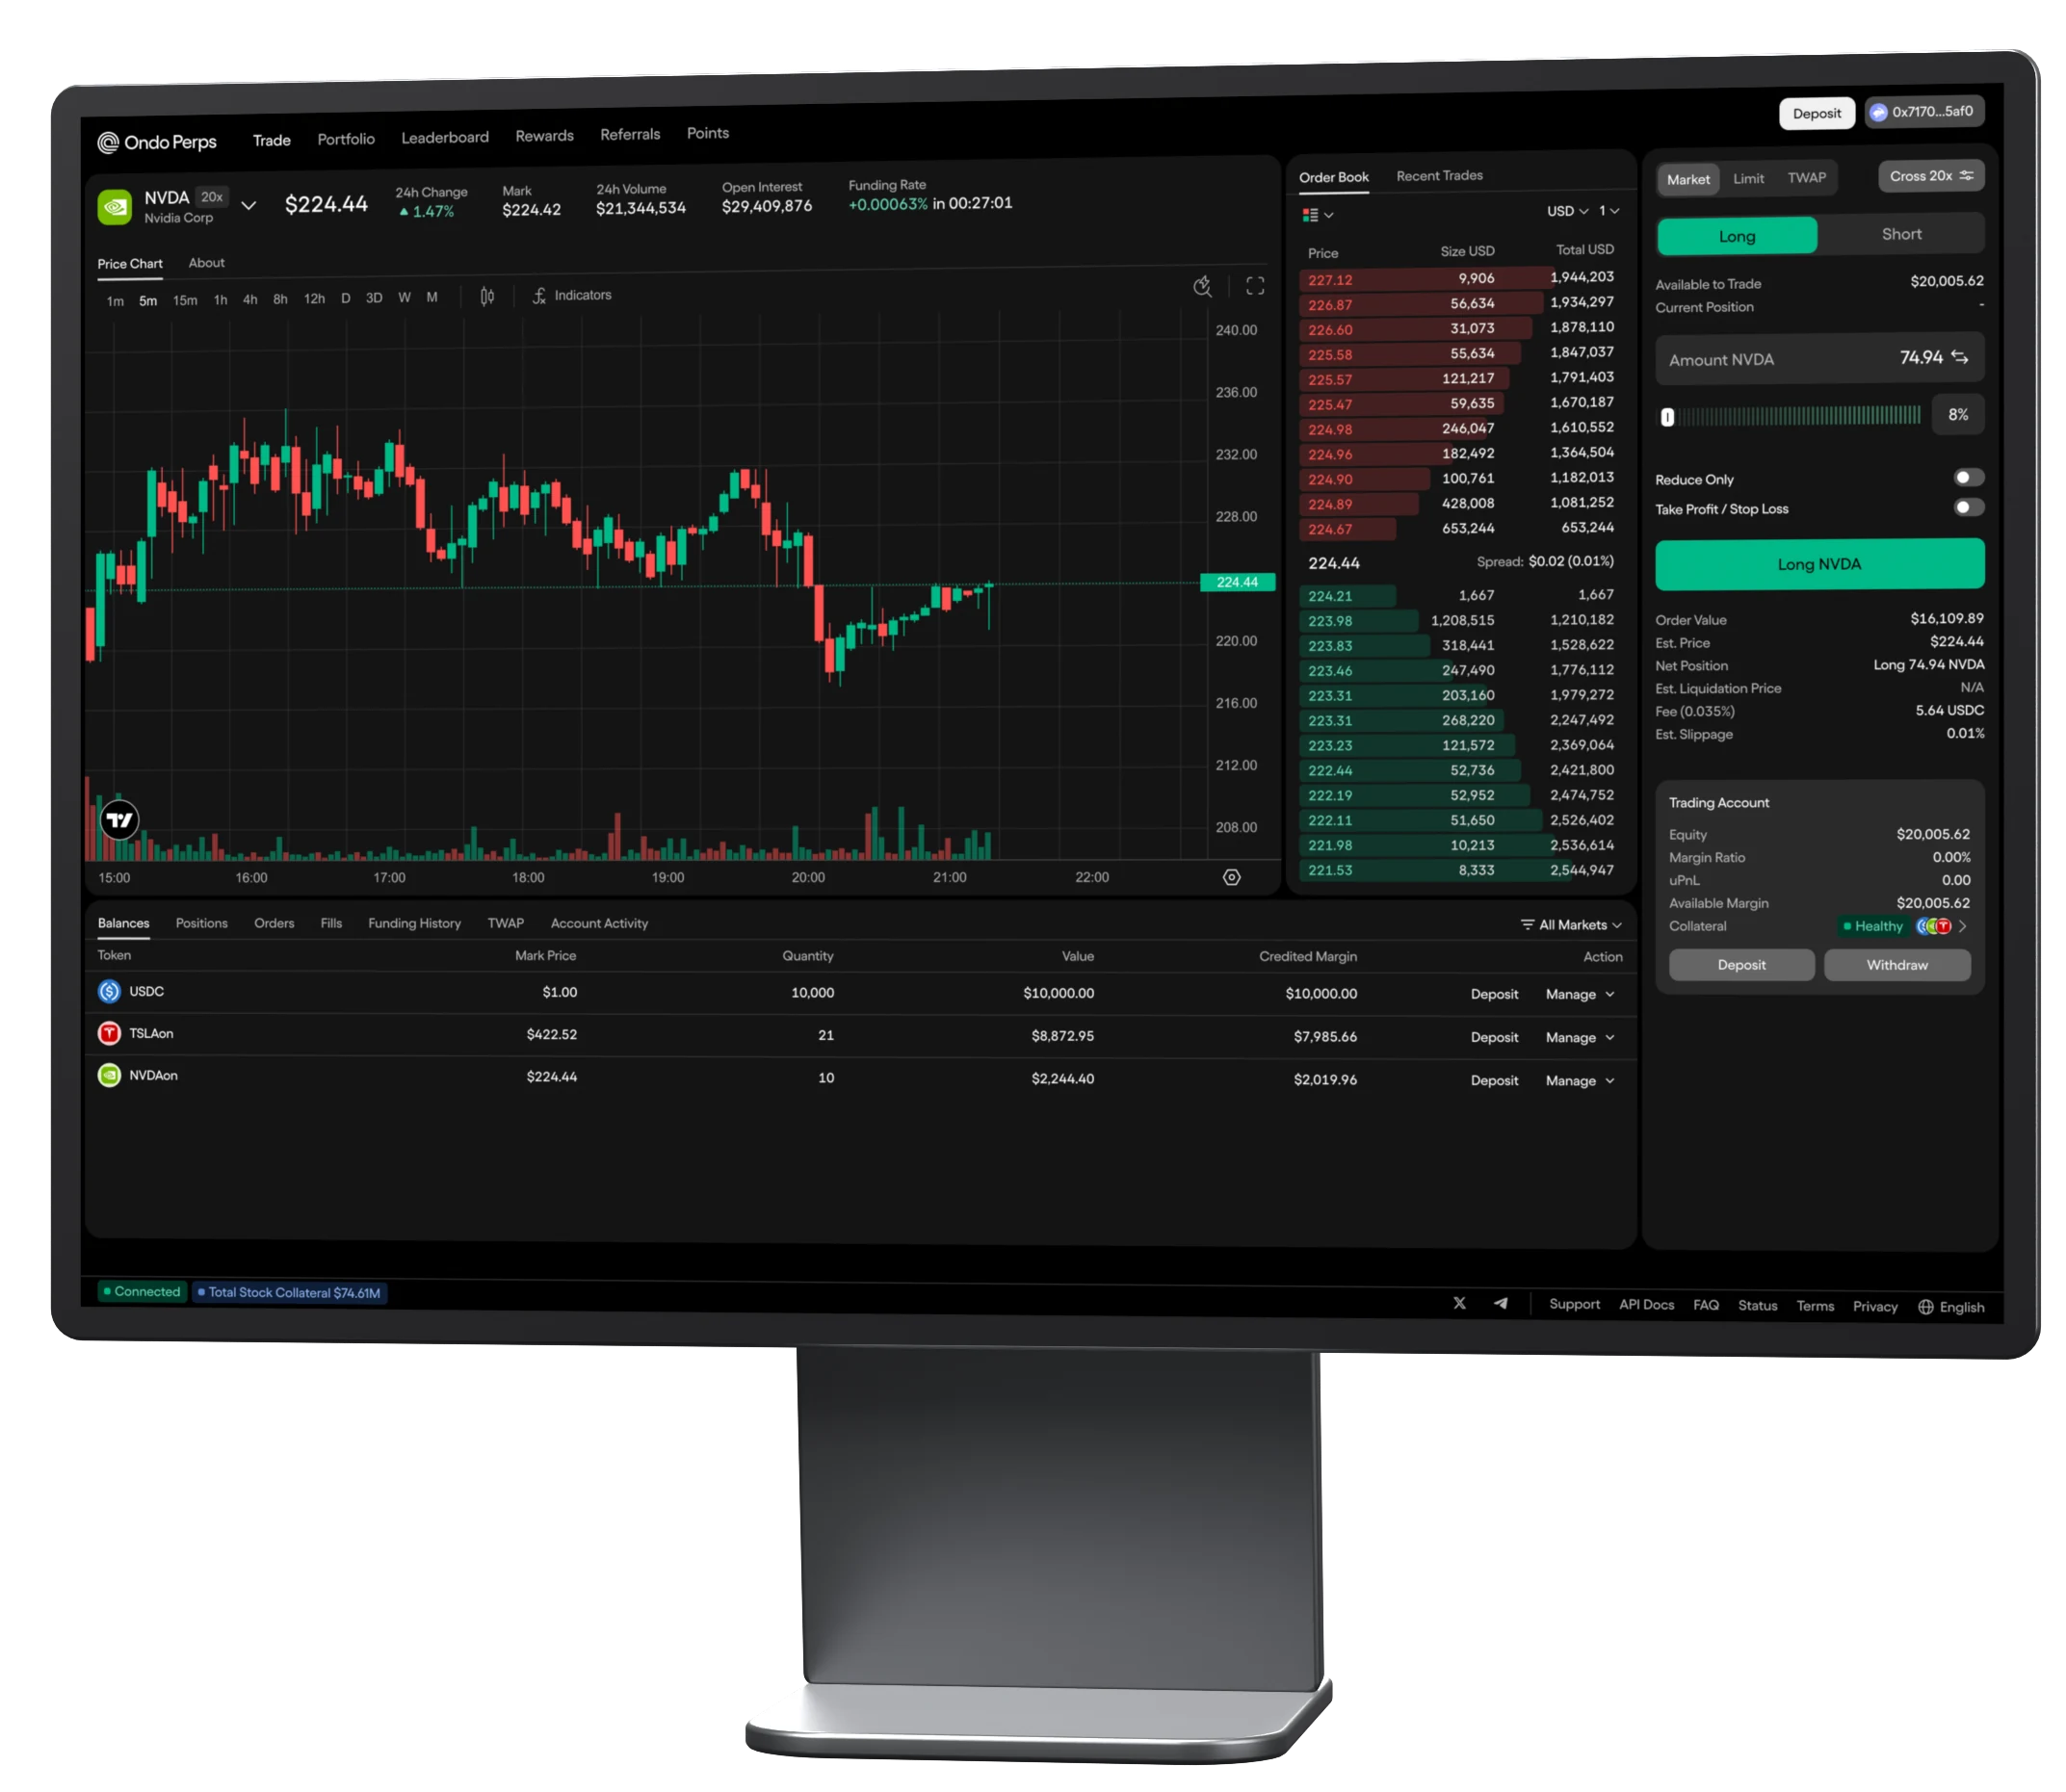 Ondo Perps Trade Portfolio Leaderboard Rewards Referrals Points Deposit 0x7170...5af0
NVDA 20x
Nvidia Corp
$224.44
24h Change
1.47%
Mark
$224.42
24h Volume
$21,344,534
Open Interest
$29,409,876
Funding Rate
+0.00063% in 00:27:01
Price Chart About
1m 5m 15m 1h 4h 8h 12h D 3D W M Indicators
240.00
236.00
232.00
228.00
224.44
220.00
216.00
212.00
208.00
15:00 16:00 17:00 18:00 19:00 20:00 21:00 22:00
Order Book Recent Trades
USD 1
Price Size USD Total USD
227.12 9,906 1,944,203
226.87 56,634 1,934,297
226.60 31,073 1,878,110
225.58 55,634 1,847,037
225.57 121,217 1,791,403
225.47 59,635 1,670,187
224.98 246,047 1,610,552
224.96 182,492 1,364,504
224.90 100,761 1,182,013
224.89 428,008 1,081,252
224.67 653,244 653,244
224.44 Spread: $0.02 (0.01%)
224.21 1,667 1,667
223.98 1,208,515 1,210,182
223.83 318,441 1,528,622
223.46 247,490 1,776,112
223.31 203,160 1,979,272
223.31 268,220 2,247,492
223.23 121,572 2,369,064
222.44 52,736 2,421,800
222.19 52,952 2,474,752
222.11 51,650 2,526,402
221.98 10,213 2,536,614
221.53 8,333 2,544,947
Market Limit TWAP Cross 20x
Long Short
Available to Trade $20,005.62
Current Position -
Amount NVDA 74.94
8%
Reduce Only
Take Profit / Stop Loss
Long NVDA
Order Value $16,109.89
Est. Price $224.44
Net Position Long 74.94 NVDA
Est. Liquidation Price N/A
Fee (0.035%) 5.64 USDC
Est. Slippage 0.01%
Trading Account
Equity $20,005.62
Margin Ratio 0.00%
uPnL 0.00
Available Margin $20,005.62
Collateral Healthy
Deposit Withdraw
Balances Positions Orders Fills Funding History TWAP Account Activity All Markets
Token Mark Price Quantity Value Credited Margin Action
USDC $1.00 10,000 $10,000.00 $10,000.00 Deposit Manage
TSLAon $422.52 21 $8,872.95 $7,985.66 Deposit Manage
NVDAon $224.44 10 $2,244.40 $2,019.96 Deposit Manage
Connected Total Stock Collateral $74.61M
Support API Docs FAQ Status Terms Privacy English